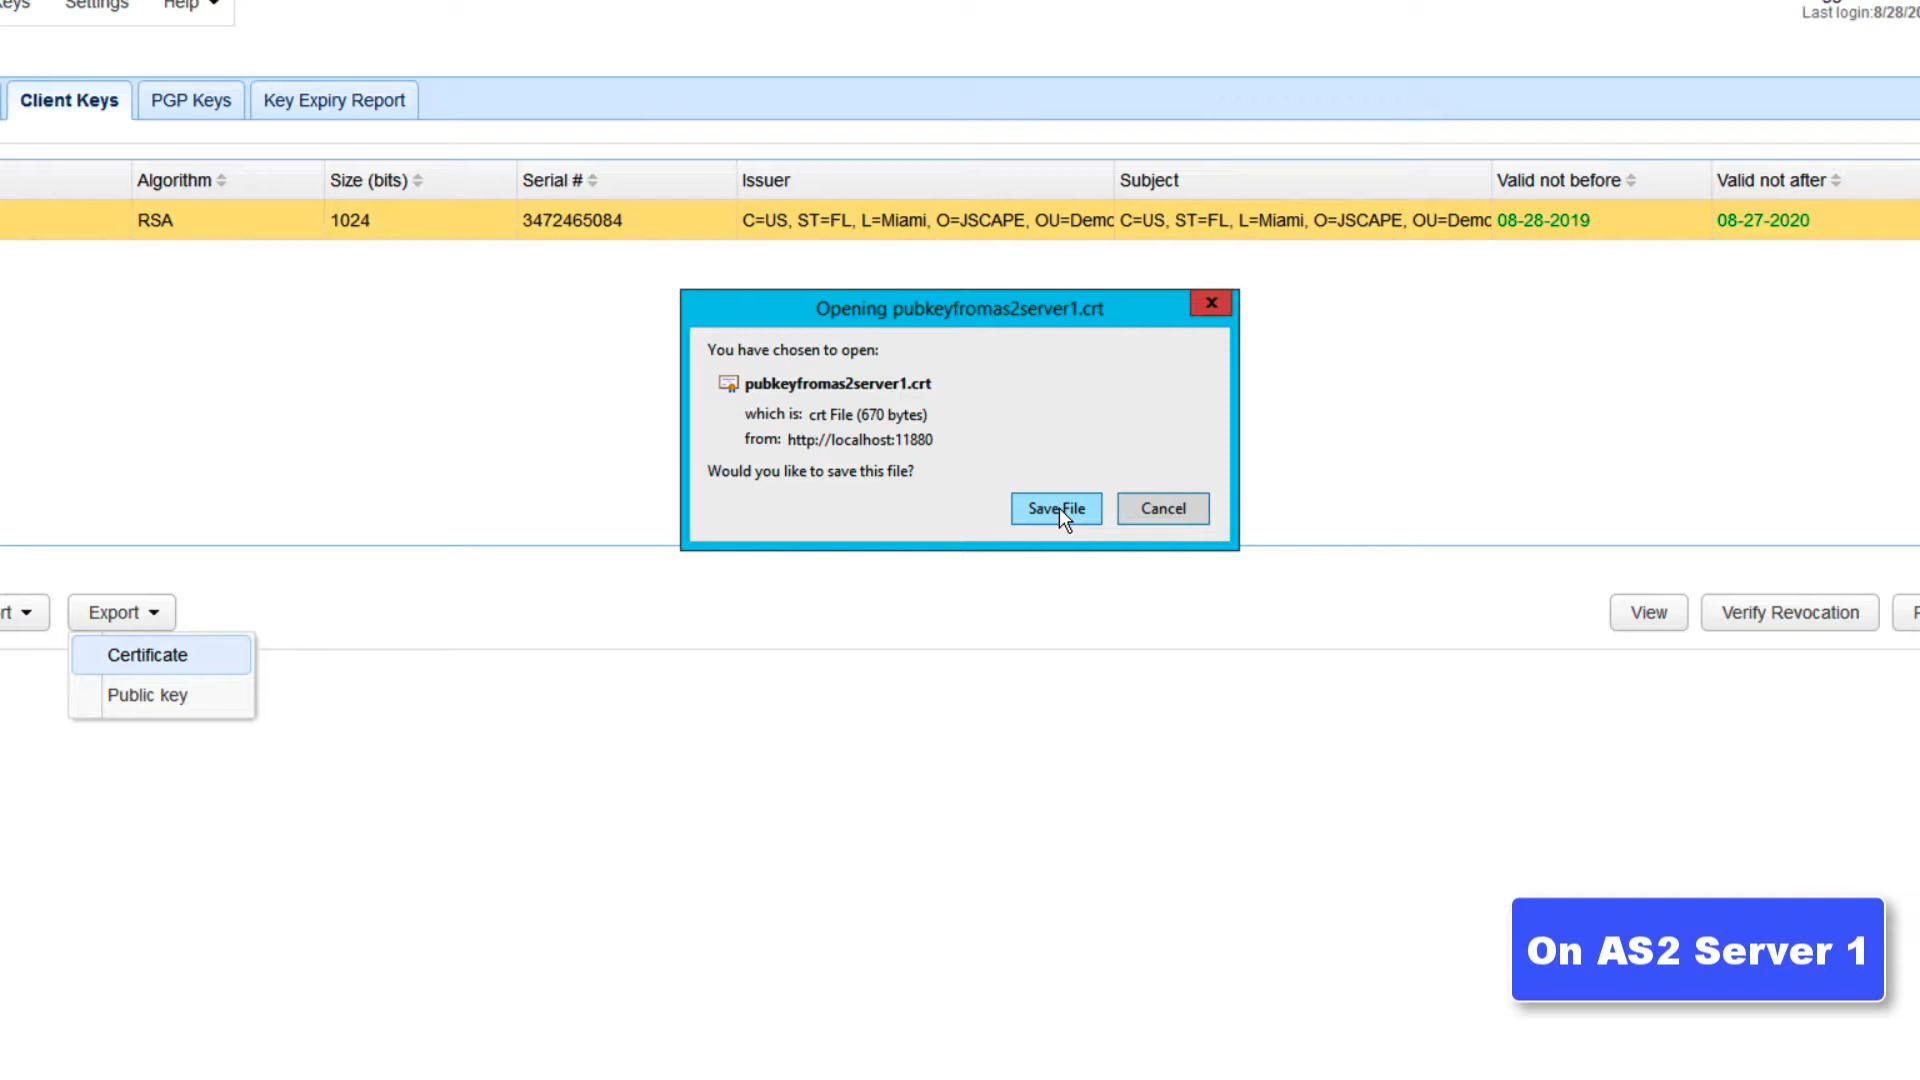 Settings Help
Last login:8/28/20
Client Keys PGP Keys Key Expiry Report
Algorithm Size (bits) Serial # Issuer Subject Valid not before Valid not after
RSA 1024 3472465084 C=US, ST=FL, L=Miami, O=JSCAPE, OU=Demo C=US, ST=FL, L=Miami, O=JSCAPE, OU=Demo 08-28-2019 08-27-2020
Opening pubkeyfromas2server1.crt x
You have chosen to open:
pubkeyfromas2server1.crt
which is: crt File (670 bytes)
from: http://localhost:11880
Would you like to save this file?
Save File Cancel
rt Export View Verify Revocation
Certificate
Public key
On AS2 Server 1